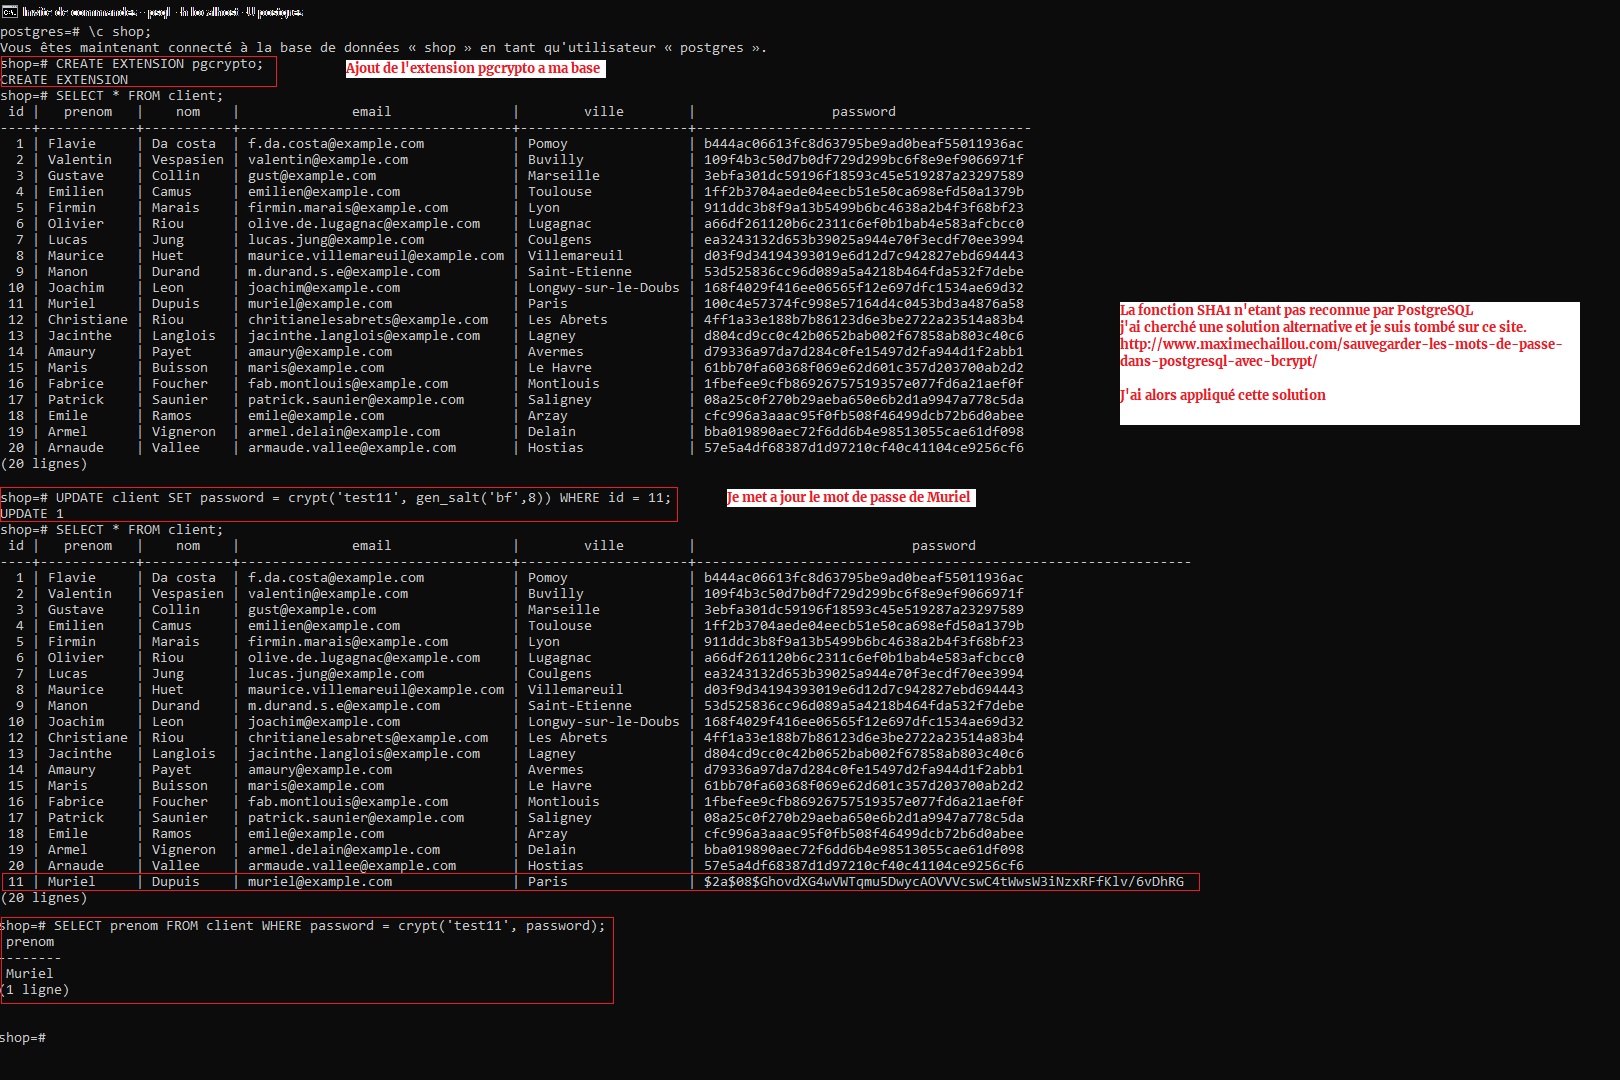 Invite de commandes - psql -h localhost -U postgres
postgres=# \c shop;
Vous êtes maintenant connecté à la base de données « shop » en tant qu'utilisateur « postgres ».
shop=# CREATE EXTENSION pgcrypto;
Ajout de l'extension pgcrypto a ma base
CREATE EXTENSION
shop=# SELECT * FROM client;
 id |   prenom   |    nom    |              email               |        ville        |                 password
----+------------+-----------+----------------------------------+---------------------+------------------------------------------
  1 | Flavie     | Da costa  | f.da.costa@example.com           | Pomoy               | b444ac06613fc8d63795be9ad0beaf55011936ac
  2 | Valentin   | Vespasien | valentin@example.com             | Buvilly             | 109f4b3c50d7b0df729d299bc6f8e9ef9066971f
  3 | Gustave    | Collin    | gust@example.com                 | Marseille           | 3ebfa301dc59196f18593c45e519287a23297589
  4 | Emilien    | Camus     | emilien@example.com              | Toulouse            | 1ff2b3704aede04eecb51e50ca698efd50a1379b
  5 | Firmin     | Marais    | firmin.marais@example.com        | Lyon                | 911ddc3b8f9a13b5499b6bc4638a2b4f3f68bf23
  6 | Olivier    | Riou      | olive.de.lugagnac@example.com    | Lugagnac            | a66df261120b6c2311c6ef0b1bab4e583afcbcc0
  7 | Lucas      | Jung      | lucas.jung@example.com           | Coulgens            | ea3243132d653b39025a944e70f3ecdf70ee3994
  8 | Maurice    | Huet      | maurice.villemareuil@example.com | Villemareuil        | d03f9d34194393019e6d12d7c942827ebd694443
  9 | Manon      | Durand    | m.durand.s.e@example.com         | Saint-Etienne       | 53d525836cc96d089a5a4218b464fda532f7debe
 10 | Joachim    | Leon      | joachim@example.com              | Longwy-sur-le-Doubs | 168f4029f416ee06565f12e697dfc1534ae69d32
 11 | Muriel     | Dupuis    | muriel@example.com               | Paris               | 100c4e57374fc998e57164d4c0453bd3a4876a58
 12 | Christiane | Riou      | chritianelesabrets@example.com   | Les Abrets          | 4ff1a33e188b7b86123d6e3be2722a23514a83b4
 13 | Jacinthe   | Langlois  | jacinthe.langlois@example.com    | Lagney              | d804cd9cc0c42b0652bab002f67858ab803c40c6
 14 | Amaury     | Payet     | amaury@example.com               | Avermes             | d79336a97da7d284c0fe15497d2fa944d1f2abb1
 15 | Maris      | Buisson   | maris@example.com                | Le Havre            | 61bb70fa60368f069e62d601c357d203700ab2d2
 16 | Fabrice    | Foucher   | fab.montlouis@example.com        | Montlouis           | 1fbefee9cfb86926757519357e077fd6a21aef0f
 17 | Patrick    | Saunier   | patrick.saunier@example.com      | Saligney            | 08a25c0f270b29aeba650e6b2d1a9947a778c5da
 18 | Emile      | Ramos     | emile@example.com                | Arzay               | cfc996a3aaac95f0fb508f46499dcb72b6d0abee
 19 | Armel      | Vigneron  | armel.delain@example.com         | Delain              | bba019890aec72f6dd6b4e98513055cae61df098
 20 | Arnaude    | Vallee    | armaude.vallee@example.com       | Hostias             | 57e5a4df68387d1d97210cf40c41104ce9256cf6
(20 lignes)
La fonction SHA1 n'etant pas reconnue par PostgreSQL
j'ai cherché une solution alternative et je suis tombé sur ce site.
http://www.maximechaillou.com/sauvegarder-les-mots-de-passe-
dans-postgresql-avec-bcrypt/
J'ai alors appliqué cette solution
shop=# UPDATE client SET password = crypt('test11', gen_salt('bf',8)) WHERE id = 11;
Je met a jour le mot de passe de Muriel
UPDATE 1
shop=# SELECT * FROM client;
 id |   prenom   |    nom    |              email               |        ville        |                           password
----+------------+-----------+----------------------------------+---------------------+--------------------------------------------------------------
  1 | Flavie     | Da costa  | f.da.costa@example.com           | Pomoy               | b444ac06613fc8d63795be9ad0beaf55011936ac
  2 | Valentin   | Vespasien | valentin@example.com             | Buvilly             | 109f4b3c50d7b0df729d299bc6f8e9ef9066971f
  3 | Gustave    | Collin    | gust@example.com                 | Marseille           | 3ebfa301dc59196f18593c45e519287a23297589
  4 | Emilien    | Camus     | emilien@example.com              | Toulouse            | 1ff2b3704aede04eecb51e50ca698efd50a1379b
  5 | Firmin     | Marais    | firmin.marais@example.com        | Lyon                | 911ddc3b8f9a13b5499b6bc4638a2b4f3f68bf23
  6 | Olivier    | Riou      | olive.de.lugagnac@example.com    | Lugagnac            | a66df261120b6c2311c6ef0b1bab4e583afcbcc0
  7 | Lucas      | Jung      | lucas.jung@example.com           | Coulgens            | ea3243132d653b39025a944e70f3ecdf70ee3994
  8 | Maurice    | Huet      | maurice.villemareuil@example.com | Villemareuil        | d03f9d34194393019e6d12d7c942827ebd694443
  9 | Manon      | Durand    | m.durand.s.e@example.com         | Saint-Etienne       | 53d525836cc96d089a5a4218b464fda532f7debe
 10 | Joachim    | Leon      | joachim@example.com              | Longwy-sur-le-Doubs | 168f4029f416ee06565f12e697dfc1534ae69d32
 12 | Christiane | Riou      | chritianelesabrets@example.com   | Les Abrets          | 4ff1a33e188b7b86123d6e3be2722a23514a83b4
 13 | Jacinthe   | Langlois  | jacinthe.langlois@example.com    | Lagney              | d804cd9cc0c42b0652bab002f67858ab803c40c6
 14 | Amaury     | Payet     | amaury@example.com               | Avermes             | d79336a97da7d284c0fe15497d2fa944d1f2abb1
 15 | Maris      | Buisson   | maris@example.com                | Le Havre            | 61bb70fa60368f069e62d601c357d203700ab2d2
 16 | Fabrice    | Foucher   | fab.montlouis@example.com        | Montlouis           | 1fbefee9cfb86926757519357e077fd6a21aef0f
 17 | Patrick    | Saunier   | patrick.saunier@example.com      | Saligney            | 08a25c0f270b29aeba650e6b2d1a9947a778c5da
 18 | Emile      | Ramos     | emile@example.com                | Arzay               | cfc996a3aaac95f0fb508f46499dcb72b6d0abee
 19 | Armel      | Vigneron  | armel.delain@example.com         | Delain              | bba019890aec72f6dd6b4e98513055cae61df098
 20 | Arnaude    | Vallee    | armaude.vallee@example.com       | Hostias             | 57e5a4df68387d1d97210cf40c41104ce9256cf6
 11 | Muriel     | Dupuis    | muriel@example.com               | Paris               | $2a$08$GhovdXG4wVWTqmu5DwycAOVVVcswC4tWwsW3iNzxRFfKlv/6vDhRG
(20 lignes)
shop=# SELECT prenom FROM client WHERE password = crypt('test11', password);
 prenom
--------
 Muriel
(1 ligne)
shop=#